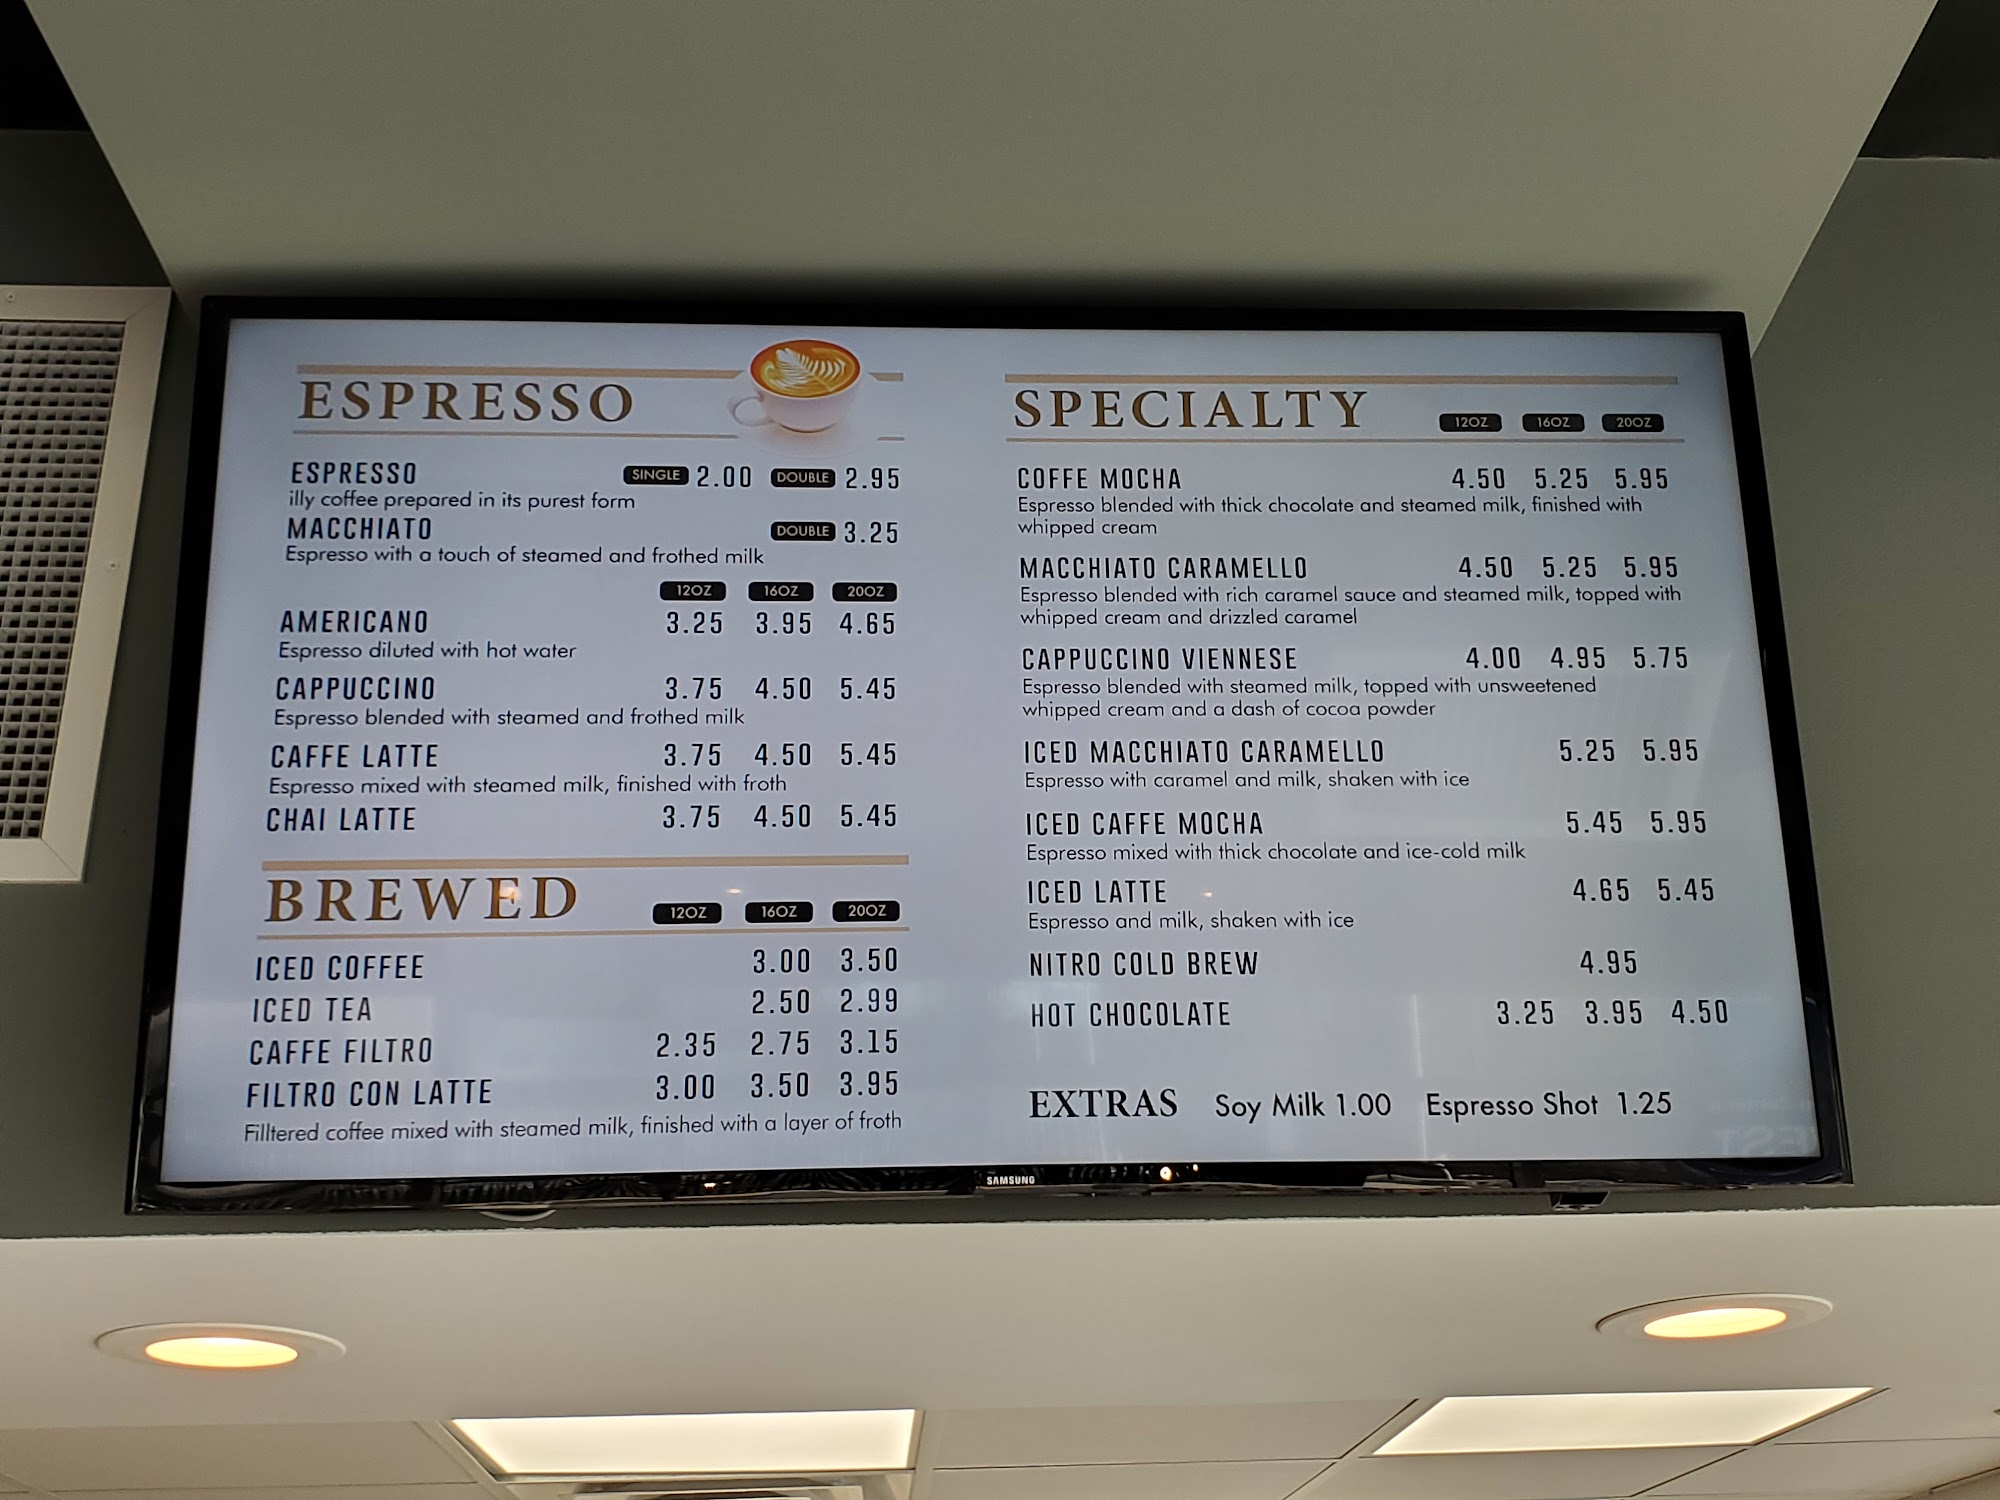 ESPRESSO
ESPRESSO SINGLE 2.00 DOUBLE 2.95
illy coffee prepared in its purest form
MACCHIATO DOUBLE 3.25
Espresso with a touch of steamed and frothed milk
12OZ 16OZ 20OZ
AMERICANO 3.25 3.95 4.65
Espresso diluted with hot water
CAPPUCCINO 3.75 4.50 5.45
Espresso blended with steamed and frothed milk
CAFFE LATTE 3.75 4.50 5.45
Espresso mixed with steamed milk, finished with froth
CHAI LATTE 3.75 4.50 5.45
BREWED 12OZ 16OZ 20OZ
ICED COFFEE 3.00 3.50
ICED TEA 2.50 2.99
CAFFE FILTRO 2.35 2.75 3.15
FILTRO CON LATTE 3.00 3.50 3.95
Filltered coffee mixed with steamed milk, finished with a layer of froth
SPECIALTY 12OZ 16OZ 20OZ
COFFE MOCHA 4.50 5.25 5.95
Espresso blended with thick chocolate and steamed milk, finished with
whipped cream
MACCHIATO CARAMELLO 4.50 5.25 5.95
Espresso blended with rich caramel sauce and steamed milk, topped with
whipped cream and drizzled caramel
CAPPUCCINO VIENNESE 4.00 4.95 5.75
Espresso blended with steamed milk, topped with unsweetened
whipped cream and a dash of cocoa powder
ICED MACCHIATO CARAMELLO 5.25 5.95
Espresso with caramel and milk, shaken with ice
ICED CAFFE MOCHA 5.45 5.95
Espresso mixed with thick chocolate and ice-cold milk
ICED LATTE 4.65 5.45
Espresso and milk, shaken with ice
NITRO COLD BREW 4.95
HOT CHOCOLATE 3.25 3.95 4.50
EXTRAS Soy Milk 1.00 Espresso Shot 1.25
SAMSUNG